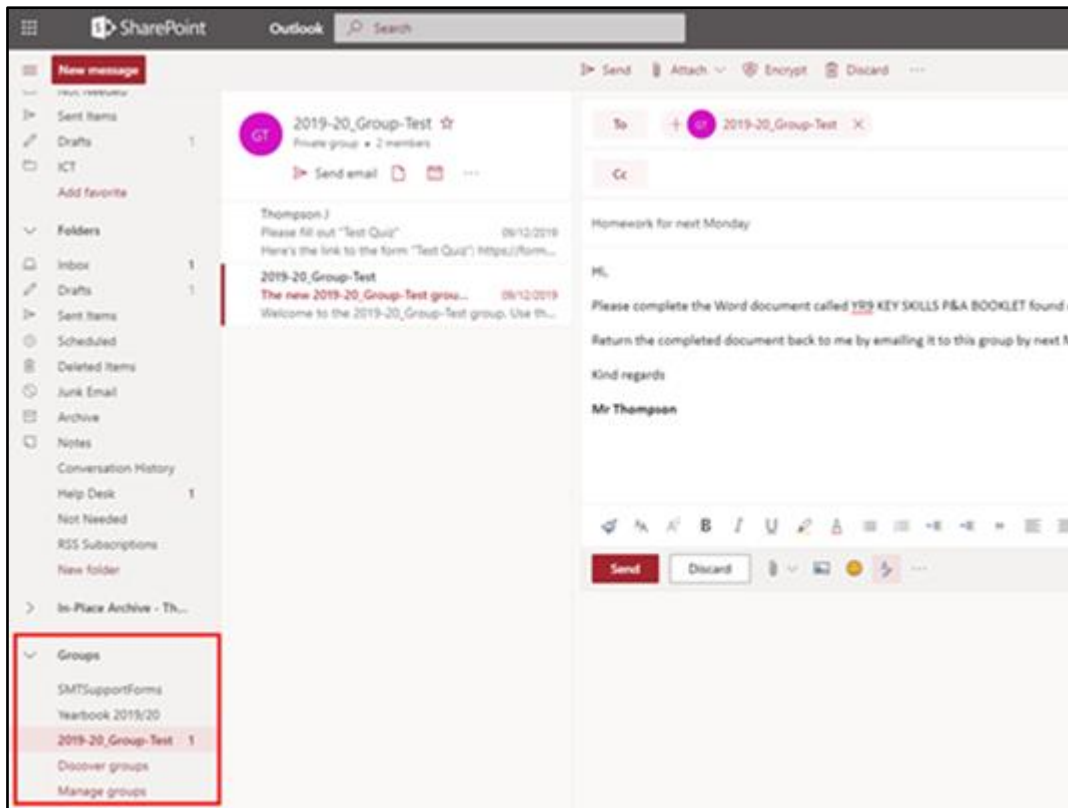 SharePoint
Outlook
Search
New message
Send Attach Encrypt Discard ...
Not Needed
Sent Items
Drafts 1
ICT
Add favorite
Folders
Inbox 1
Drafts 1
Sent Items
Scheduled
Deleted Items
Junk Email
Archive
Notes
Conversation History
Help Desk 1
Not Needed
RSS Subscriptions
New folder
In-Place Archive - Th...
Groups
SMTSupportForms
Yearbook 2019/20
2019-20_Group-Test 1
Discover groups
Manage groups
GT
2019-20_Group-Test
Private group • 2 members
Send email ...
Thompson J
Please fill out "Test Quiz" 09/12/2019
Here's the link to the form "Test Quiz": https://form...
2019-20_Group-Test
The new 2019-20_Group-Test grou... 09/12/2019
Welcome to the 2019-20_Group-Test group. Use th...
To + GT 2019-20_Group-Test
Cc
Homework for next Monday
Hi,
Please complete the Word document called YR9 KEY SKILLS P&A BOOKLET found
Return the completed document back to me by emailing it to this group by next
Kind regards
Mr Thompson
B I U
Send Discard ...